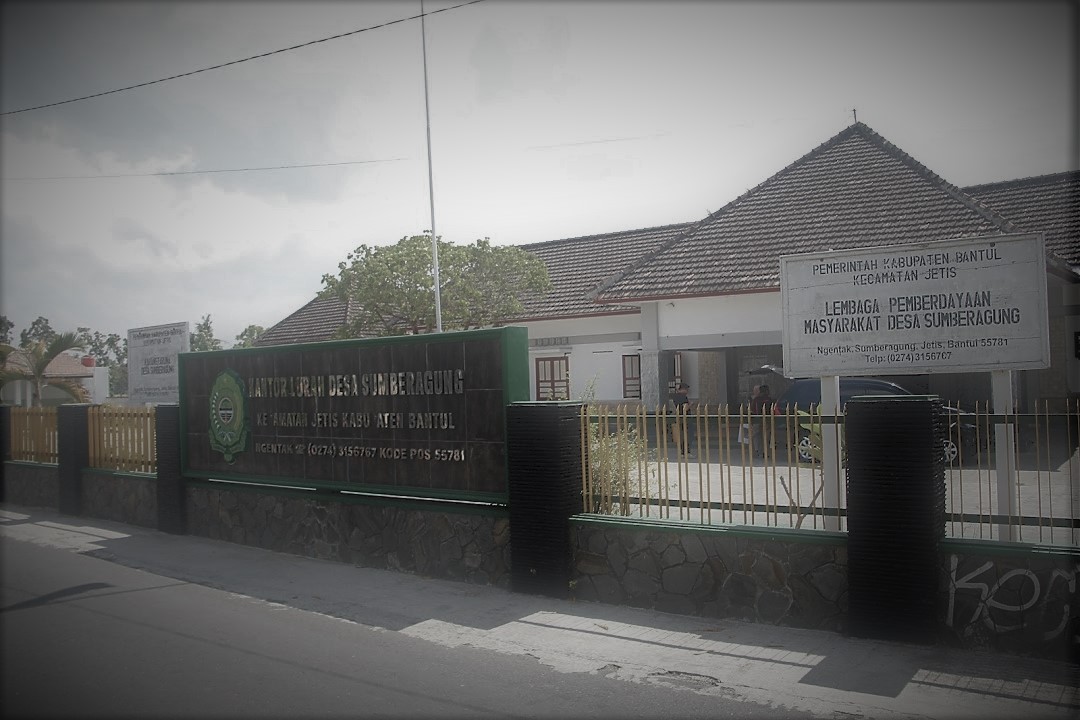 KANTOR LURAH DESA SUMBERAGUNG
KECAMATAN JETIS KABUPATEN BANTUL
NGENTAK (0274) 3156767 KODE POS 55781
PEMERINTAH KABUPATEN BANTUL
KECAMATAN JETIS
LEMBAGA PEMBERDAYAAN
MASYARAKAT DESA SUMBERAGUNG
Ngentak.Sumberagung. Jetis, Bantul 55781
Telp: (0274) 3156767